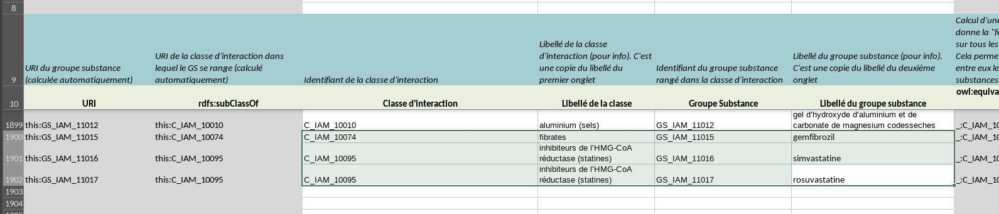 8
Calcul d'une
donne la "fe
Libellé de la classe
sur tous les
URI de la classe d'interaction dans
d'interaction (pour info). C'est
Libellé du groupe substance (pour info).
Cela perme
URI du groupe substance
lequel le GS se range (calculé
une copie du libellé du
Identifiant du groupe substance
C'est une copie du libellé du deuxième
entre eux le
9
(calculée automatiquement)
automatiquement)
Identifiant de la classe d'interaction
premier onglet
rangé dans la classe d'interaction
onglet
substances
owl:equiva
10
URI
rdfs:subClassOf
Classe d'interaction
Libellé de la classe
Groupe Substance
Libellé du groupe substance
gel d'hydroxyde d'aluminium et de
1899 this:GS_IAM_11012 this:C_IAM_10010 C_IAM_10010 aluminium (sels) GS_IAM_11012 carbonate de magnesium codesseches _:C_IAM_10
1900 this:GS_IAM_11015 this:C_IAM_10074 C_IAM_10074 fibrates GS_IAM_11015 gemfibrozil _:C_IAM_10
inhibiteurs de l'HMG-CoA
1901 this:GS_IAM_11016 this:C_IAM_10095 C_IAM_10095 réductase (statines) GS_IAM_11016 simvastatine _:C_IAM_10
inhibiteurs de l'HMG-CoA
1902 this:GS_IAM_11017 this:C_IAM_10095 C_IAM_10095 réductase (statines) GS_IAM_11017 rosuvastatine _:C_IAM_10
1903
1904